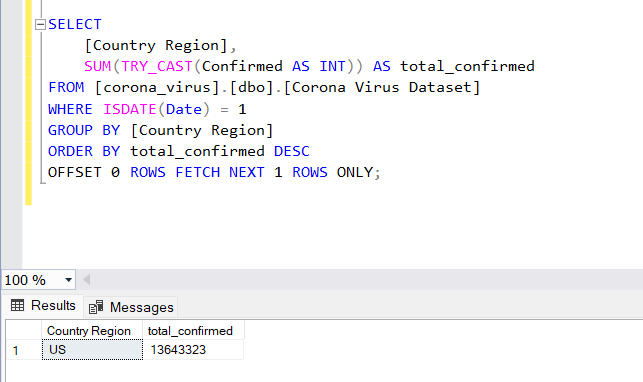 SELECT
[Country Region],
SUM(TRY_CAST(Confirmed AS INT)) AS total_confirmed
FROM [corona_virus].[dbo].[Corona Virus Dataset]
WHERE ISDATE(Date) = 1
GROUP BY [Country Region]
ORDER BY total_confirmed DESC
OFFSET 0 ROWS FETCH NEXT 1 ROWS ONLY;
100 %
Results Messages
Country Region total_confirmed
1 US 13643323